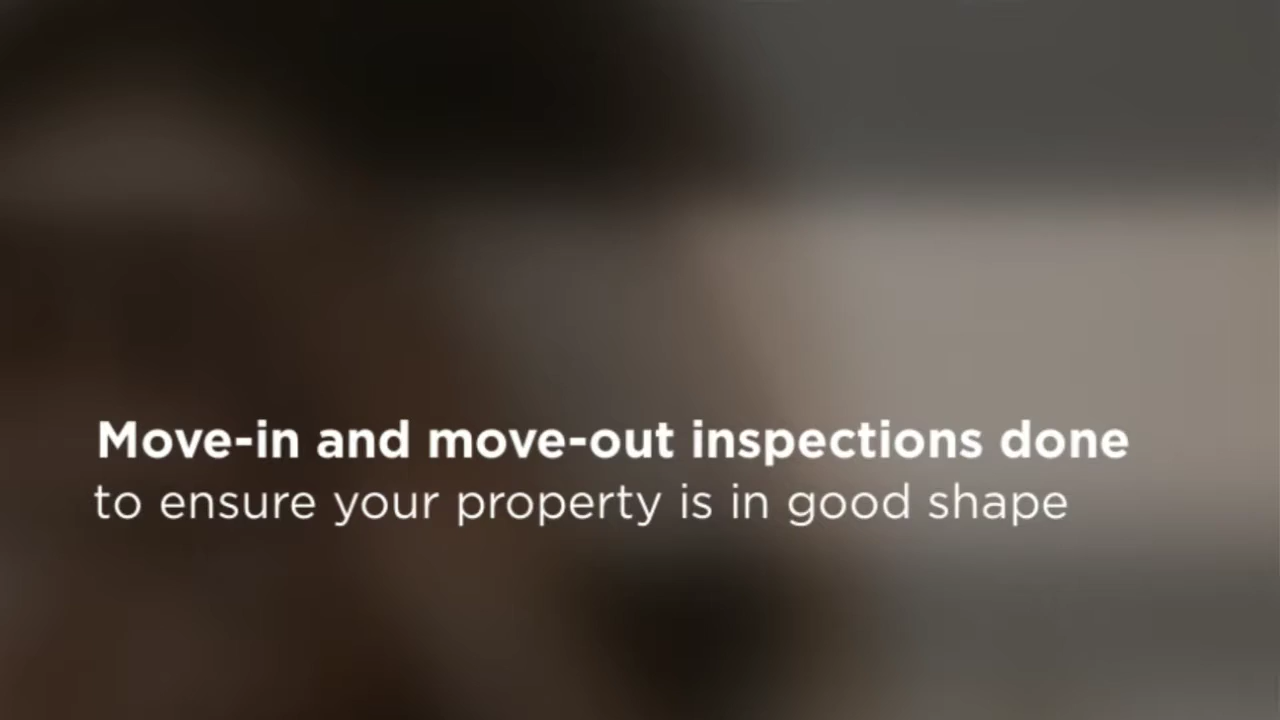 Move-in and move-out inspections done
to ensure your property is in good shape